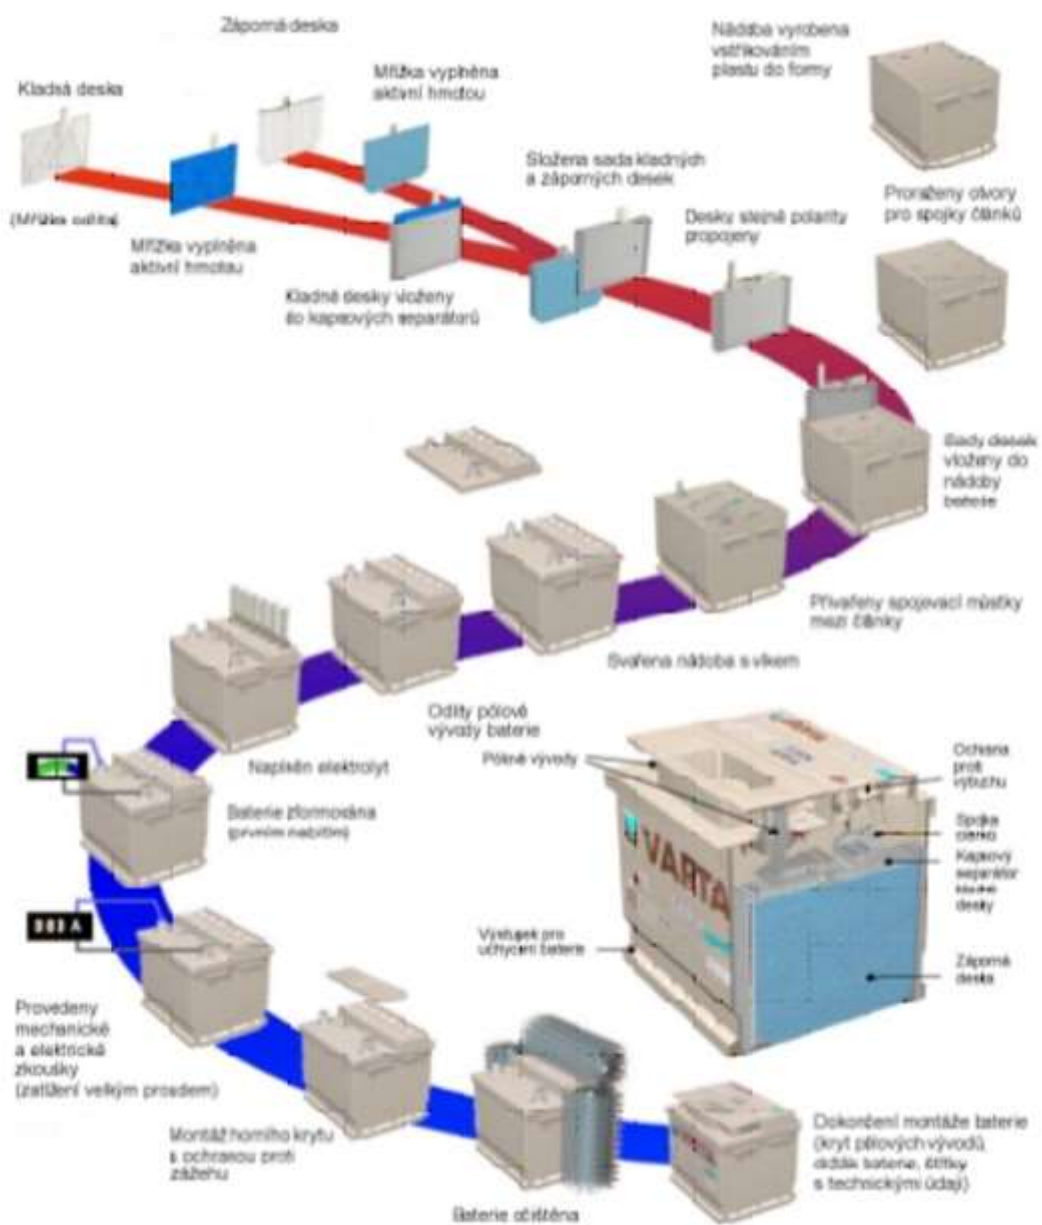 Záporná deska
Nádoba vyrobena
vstřikováním
plastu do formy
Kladná deska
Mřížka vyplněna
aktivní hmotou
Složena sada kladných
a záporných desek
Proraženy otvory
pro spojky článků
(Mřížka odlita)
Mřížka vyplněna
aktivní hmotou
Desky stejné polarity
propojeny
Kladné desky vloženy
do kapsových separátorů
Sady desek
vloženy do
nádoby
baterie
Přivařeny spojovací můstky
mezi články
Svařena nádoba s víkem
Odlity pólové
vývody baterie
Naplněn elektrolyt
Pólové vývody
Ochrana
proti
výbuchu
Baterie zformována
(prvním nabitím)
Spojka
článků
VARTA
VARTA
Kapsový
separátor
kladné
desky
Výstupek pro
uchycení baterie
Záporná
deska
Provedeny
mechanické
a elektrické
zkoušky
(zatížení velkým proudem)
Montáž horního krytu
s ochranou proti
zážehu
Baterie očištěna
VARTA
Dokončení montáže baterie
(kryt pólových vývodů,
držák baterie, štítky
s technickými údaji)